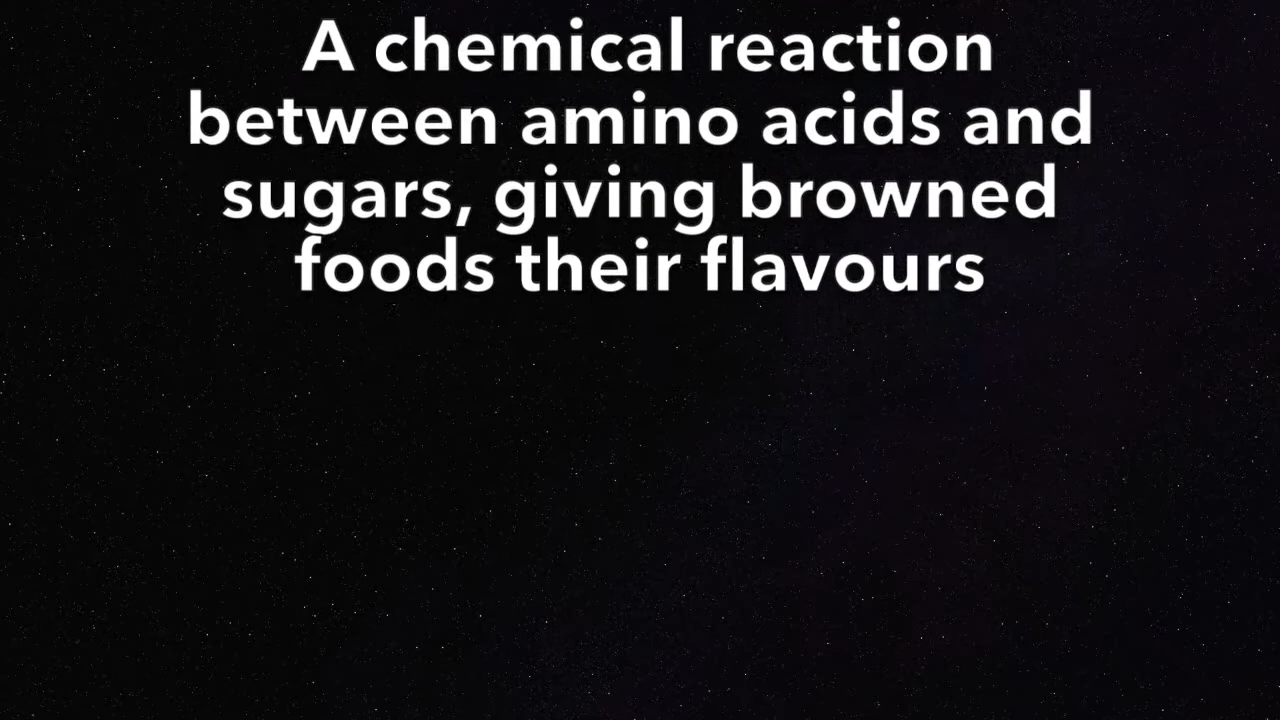 A chemical reaction
between amino acids and
sugars, giving browned
foods their flavours